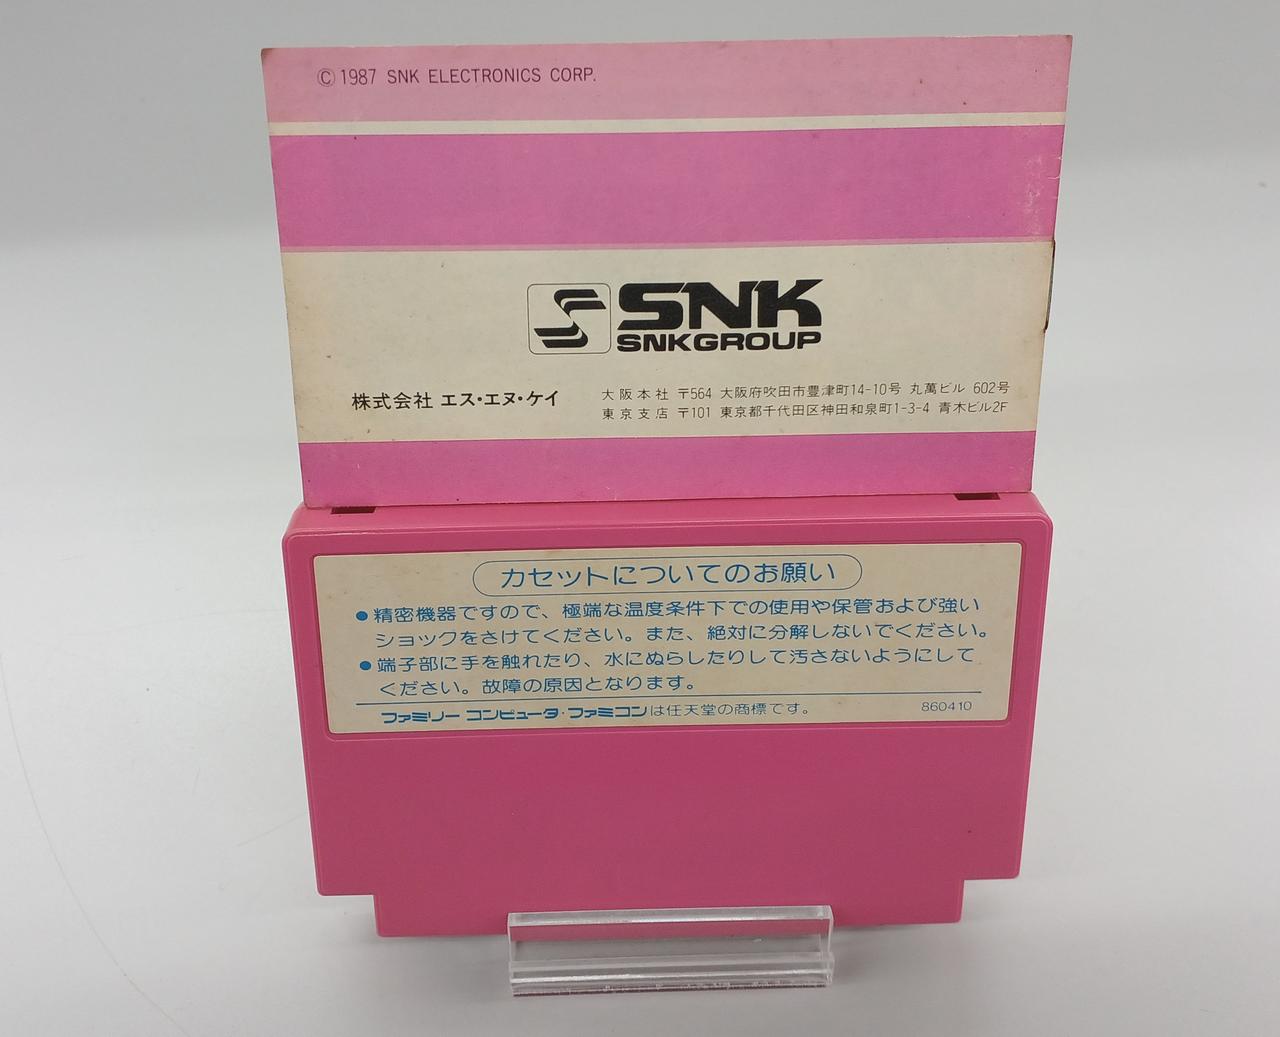 © 1987 SNK ELECTRONICS CORP.
SNK
SNK GROUP
株式会社 エス・エヌ・ケイ
大阪本社 〒564 大阪府吹田市豊津町14-10号 丸萬ビル 602号
東京支店 〒101 東京都千代田区神田和泉町1-3-4 青木ビル2F
カセットについてのお願い
●精密機器ですので、極端な温度条件下での使用や保管および強い
ショックをさけてください。また、絶対に分解しないでください。
●端子部に手を触れたり、水にぬらしたりして汚さないようにして
ください。故障の原因となります。
ファミリー コンピュータ・ファミコンは任天堂の商標です。 860410